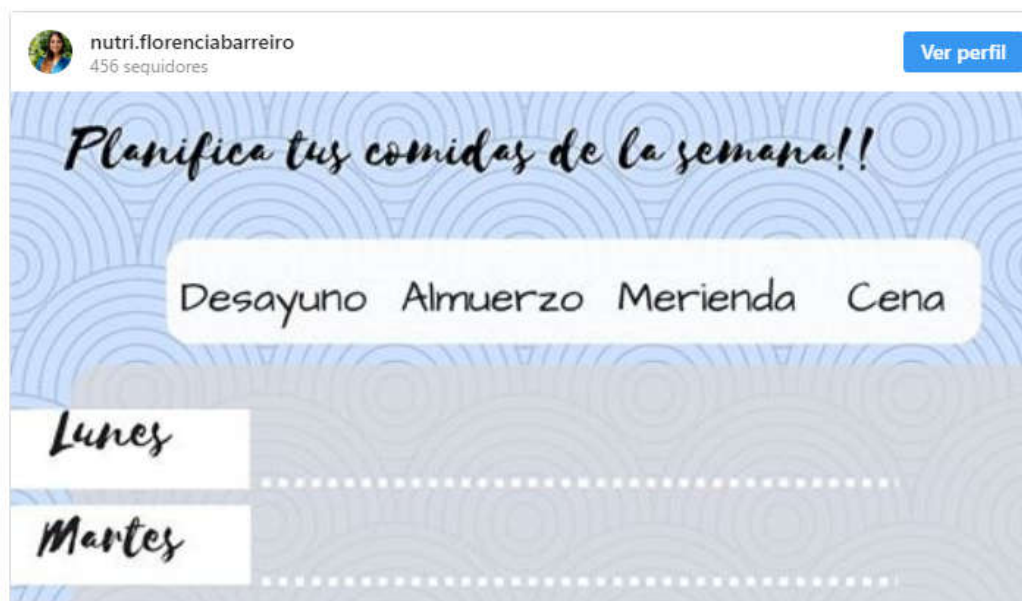 nutri.florenciabarreiro
456 seguidores
Ver perfil
Planifica tus comidas de la semana!!
Desayuno Almuerzo Merienda Cena
Lunes
Martes